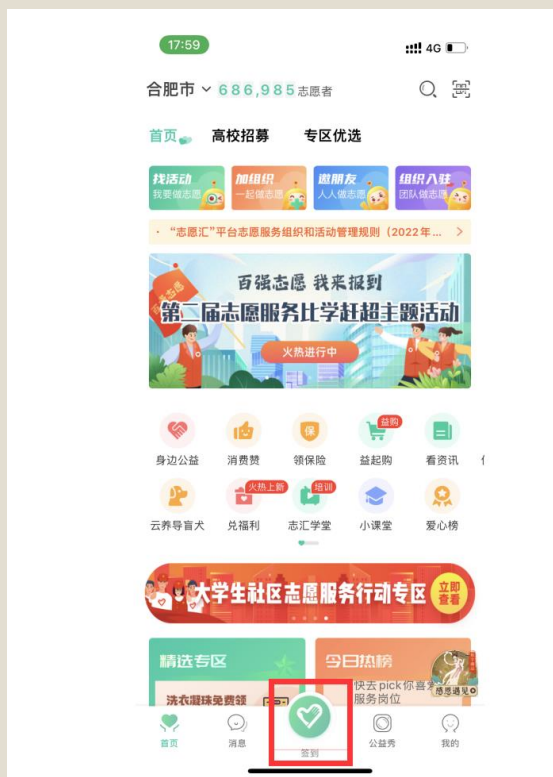 17:59
4G
合肥市 686,985志愿者
首页 高校招募 专区优选
找活动 加组织 邀朋友 组织入驻
我要做志愿 一起做志愿 人人做志愿 团队做志愿
· “志愿汇”平台志愿服务组织和活动管理规则（2022年...
百强志愿 我来报到
第二届志愿服务比学赶超主题活动
火热进行中
保 益购
身边公益 消费赞 领保险 益起购 看资讯
火热上新 培训
云养导盲犬 兑福利 志汇学堂 小课堂 爱心榜
大学生社区志愿服务行动专区 立即查看
精选专区 今日热榜
洗衣凝珠免费领 快去pick你喜爱
服务岗位
感恩遇见
首页 消息 签到 公益秀 我的